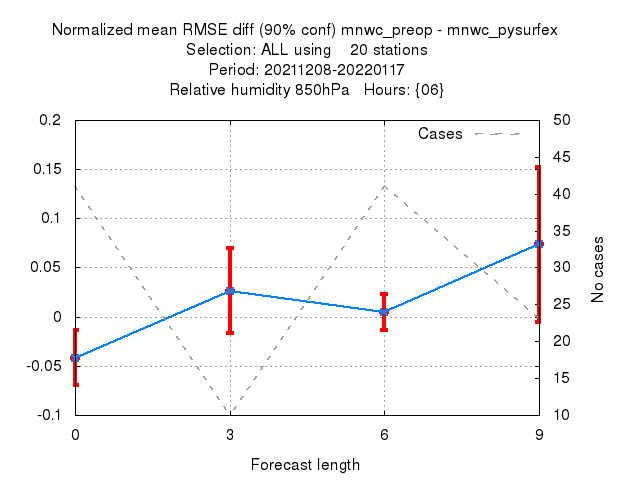 Normalized mean RMSE diff (90% conf) mnwc_preop - mnwc_pysurfex
Selection: ALL using    20 stations
Period: 20211208-20220117
Relative humidity 850hPa   Hours: {06}
Cases
0.2
0.15
0.1
0.05
0
-0.05
-0.1
50
45
40
35
30
25
20
15
10
No cases
0 3 6 9
Forecast length